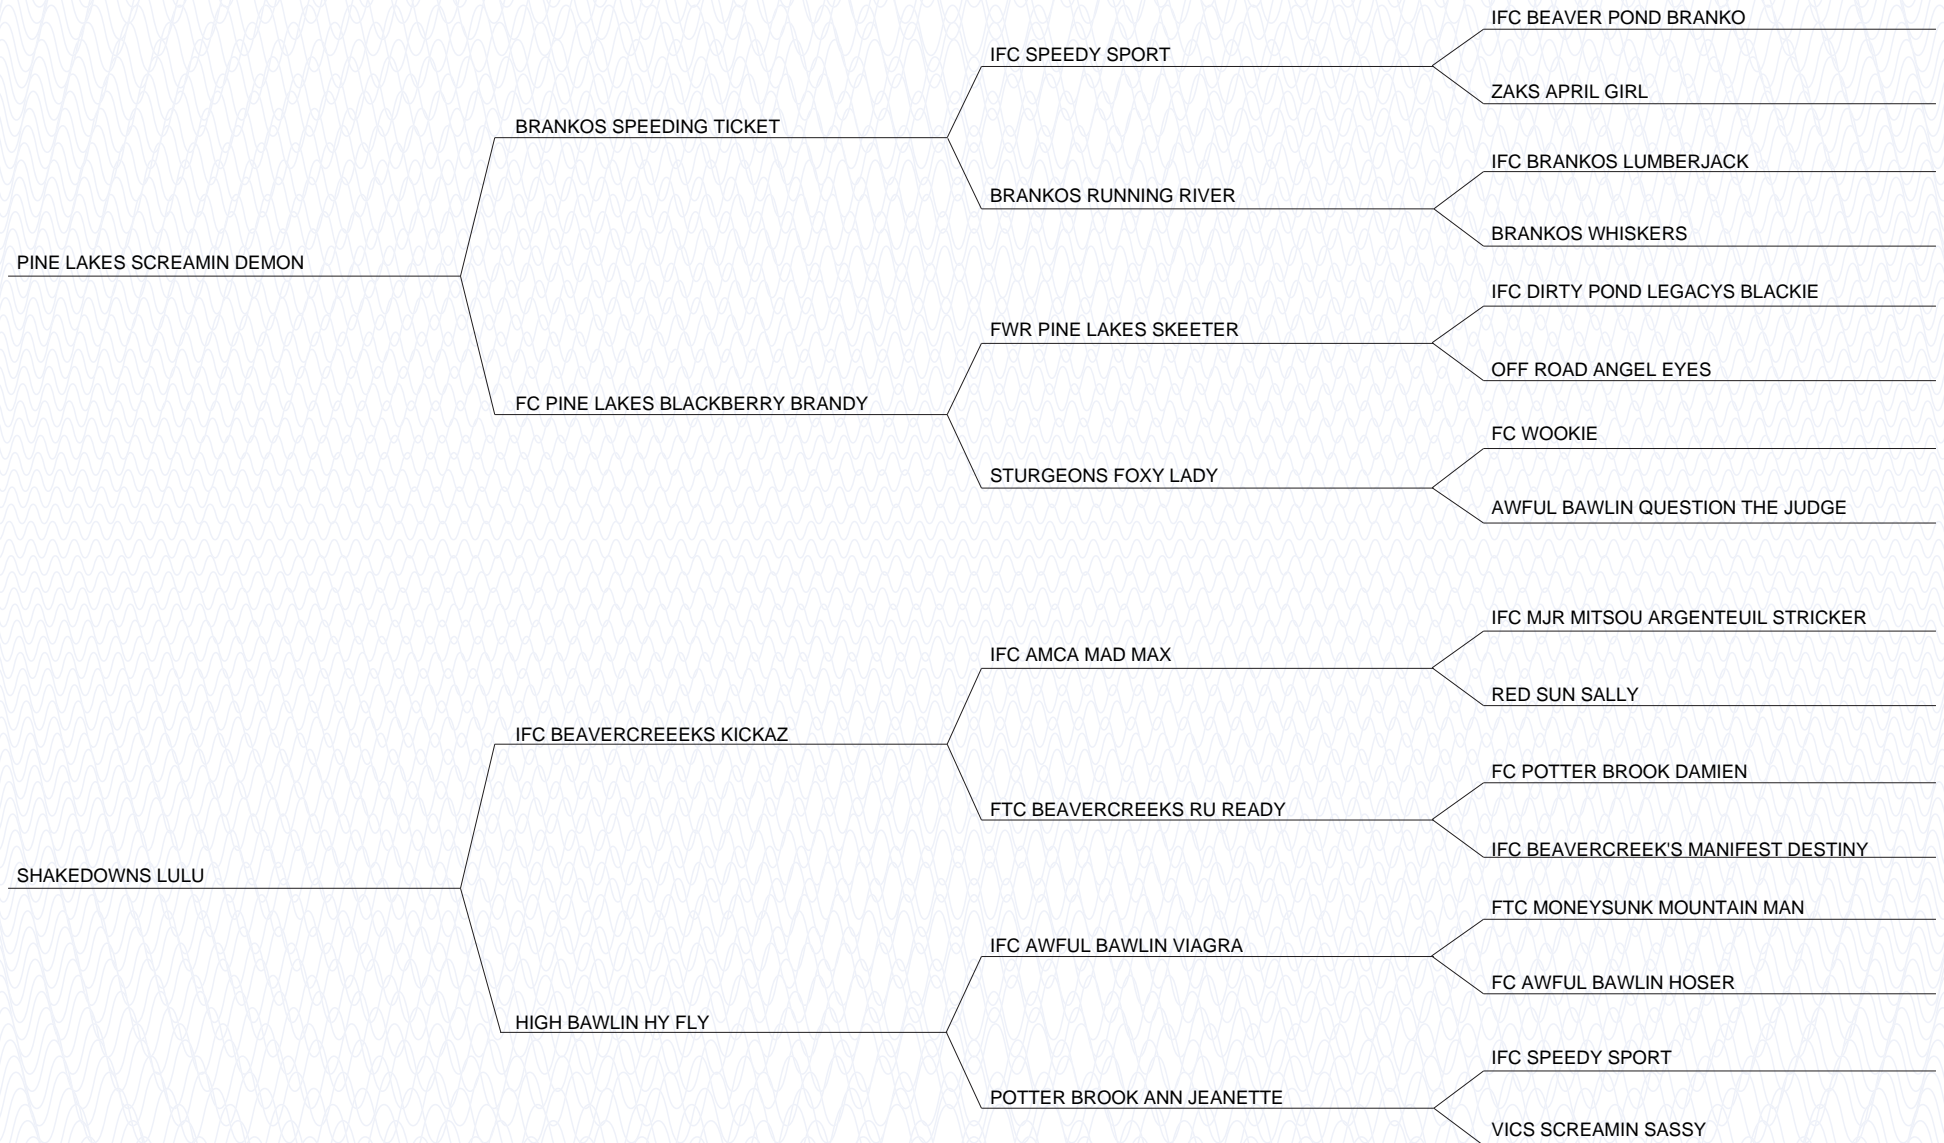 IFC BEAVER POND BRANKO
IFC SPEEDY SPORT
ZAKS APRIL GIRL
BRANKOS SPEEDING TICKET
IFC BRANKOS LUMBERJACK
BRANKOS RUNNING RIVER
BRANKOS WHISKERS
PINE LAKES SCREAMIN DEMON
IFC DIRTY POND LEGACYS BLACKIE
FWR PINE LAKES SKEETER
OFF ROAD ANGEL EYES
FC PINE LAKES BLACKBERRY BRANDY
FC WOOKIE
STURGEONS FOXY LADY
AWFUL BAWLIN QUESTION THE JUDGE
IFC MJR MITSOU ARGENTEUIL STRICKER
IFC AMCA MAD MAX
RED SUN SALLY
IFC BEAVERCREEEKS KICKAZ
FC POTTER BROOK DAMIEN
FTC BEAVERCREEKS RU READY
IFC BEAVERCREEK'S MANIFEST DESTINY
SHAKEDOWNS LULU
FTC MONEYSUNK MOUNTAIN MAN
IFC AWFUL BAWLIN VIAGRA
FC AWFUL BAWLIN HOSER
HIGH BAWLIN HY FLY
IFC SPEEDY SPORT
POTTER BROOK ANN JEANETTE
VICS SCREAMIN SASSY